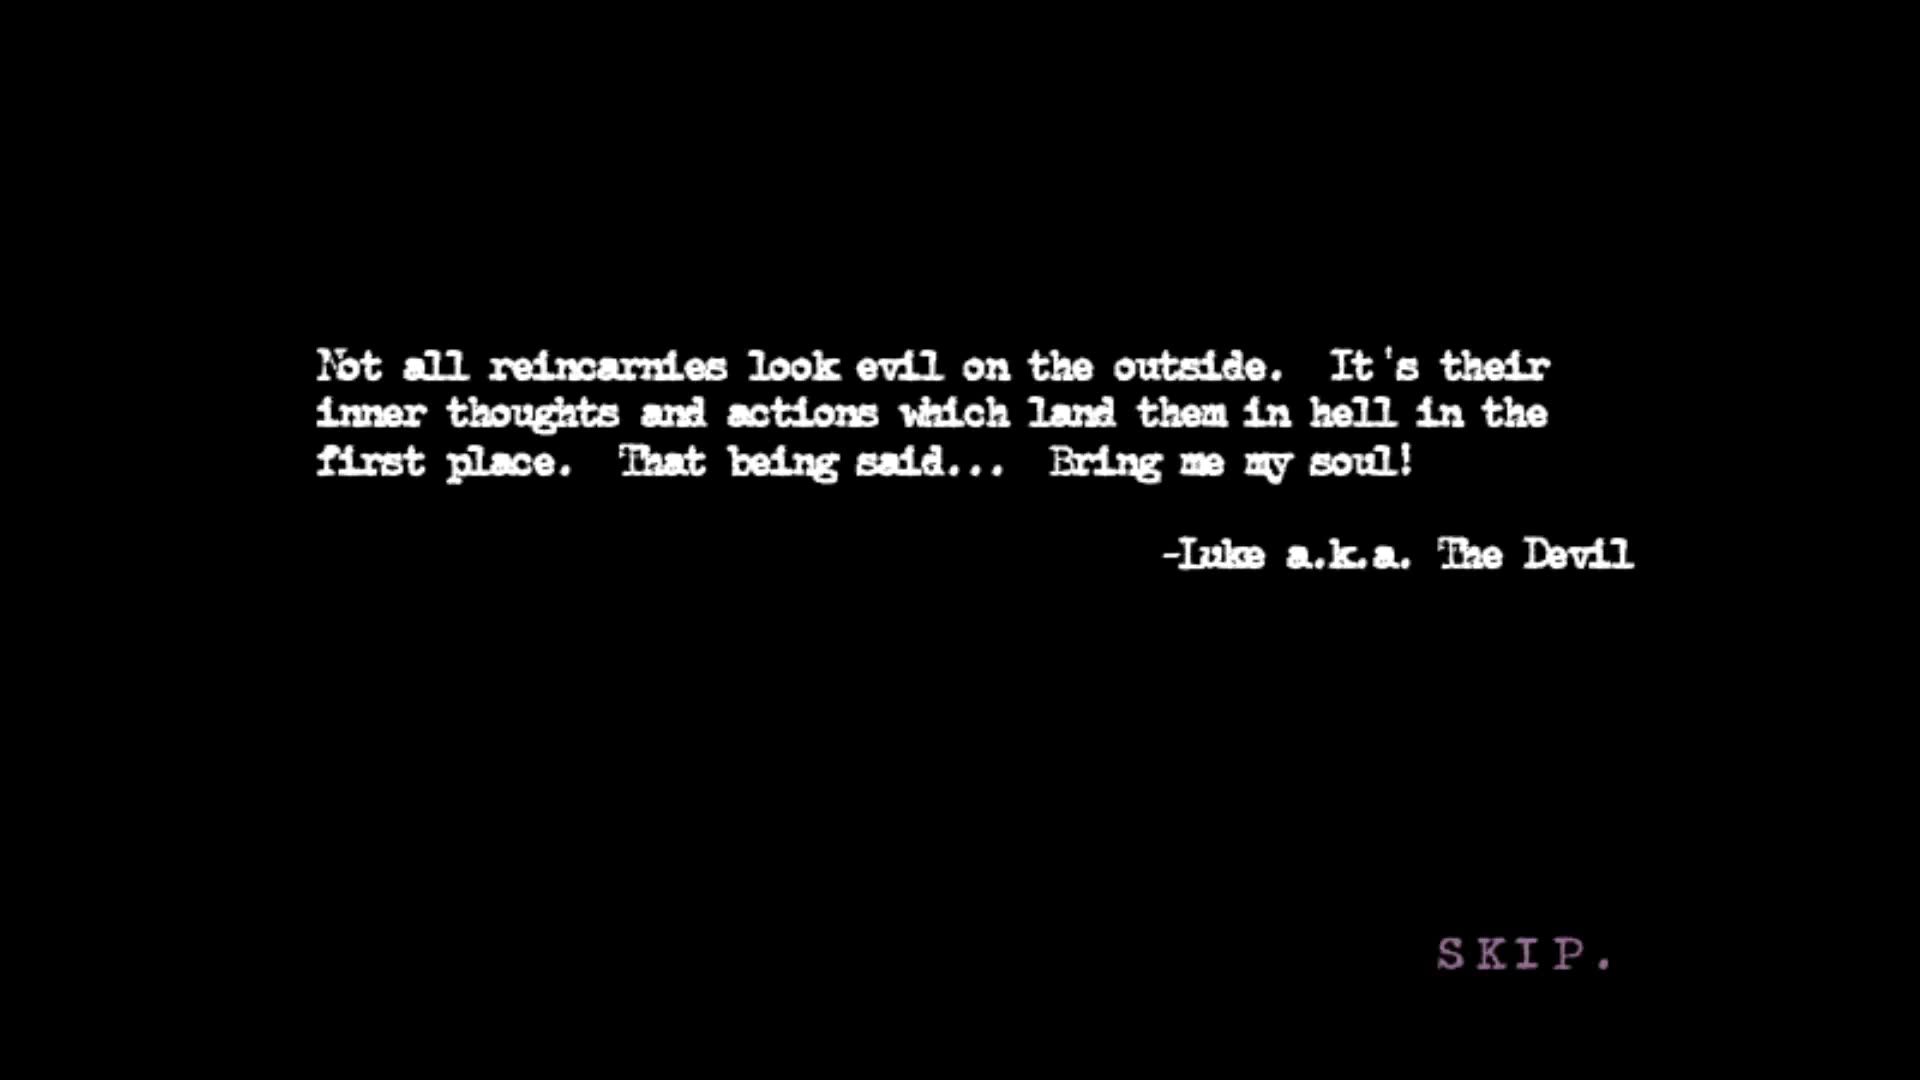 Not all reincarnies look evil on the outside.  It's their
inner thoughts and actions which land them in hell in the
first place.  That being said...  Bring me my soul!
-Luke a.k.a. The Devil
SKIP.